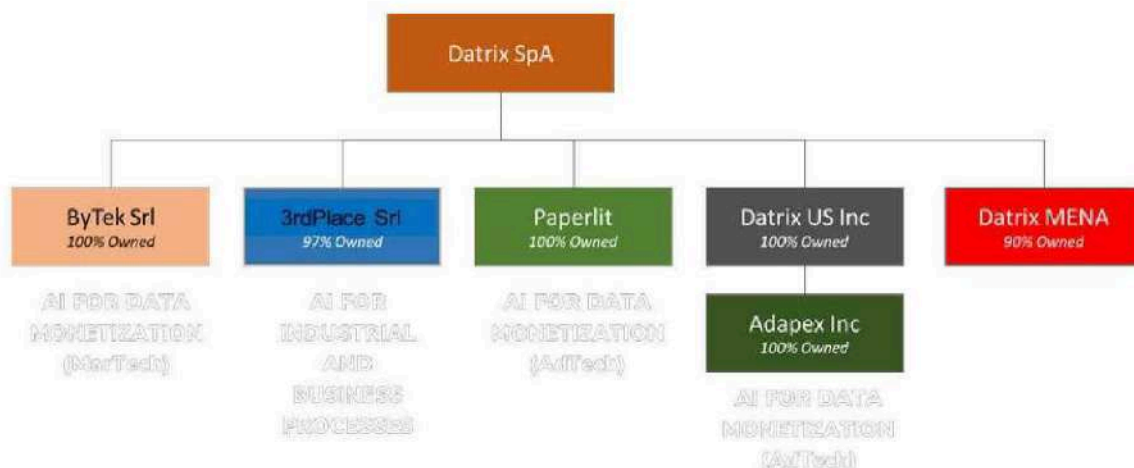 Datrix SpA
ByTek Srl
100% Owned
3rdPlace Srl
97% Owned
Paperlit
100% Owned
Datrix US Inc
100% Owned
Datrix MENA
90% Owned
Adapex Inc
100% Owned
AI FOR DATA
MONETIZATION
(MarTech)
AI FOR
INDUSTRIAL
AND
BUSINESS
PROCESSES
AI FOR DATA
MONETIZATION
(AdTech)
AI FOR DATA
MONETIZATION
(AdTech)